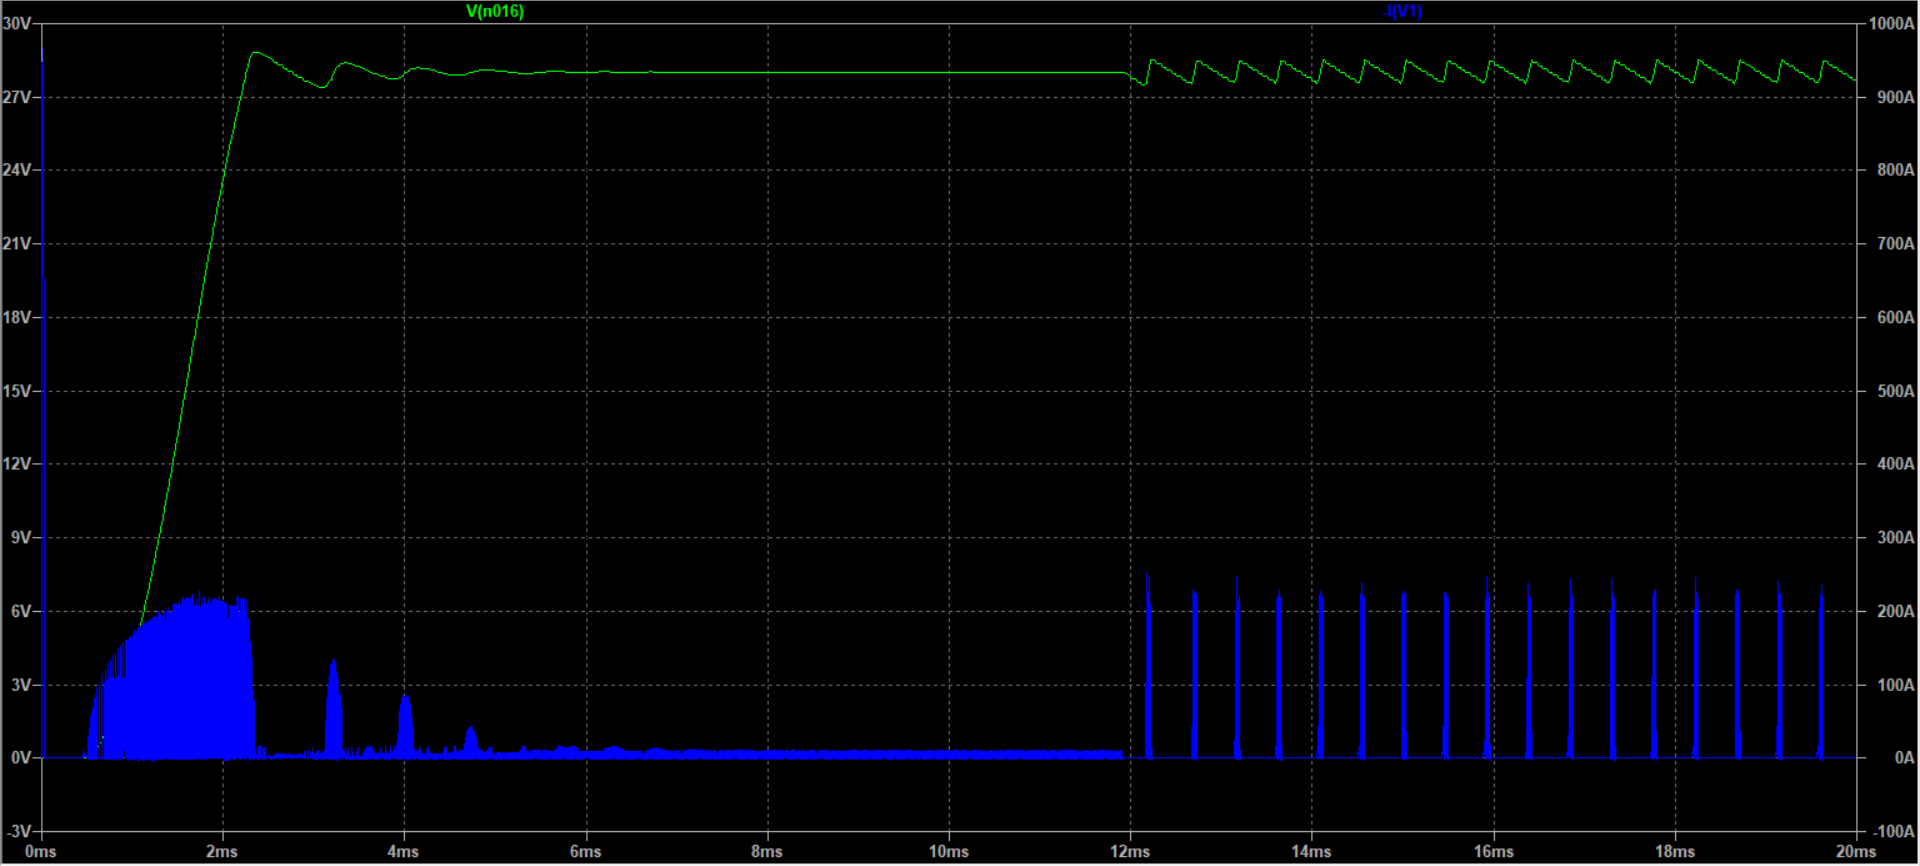 V(n016) -I(V1)
30V 1000A
27V 900A
24V 800A
21V 700A
18V 600A
15V 500A
12V 400A
9V 300A
6V 200A
3V 100A
0V 0A
-3V -100A
0ms 2ms 4ms 6ms 8ms 10ms 12ms 14ms 16ms 18ms 20ms